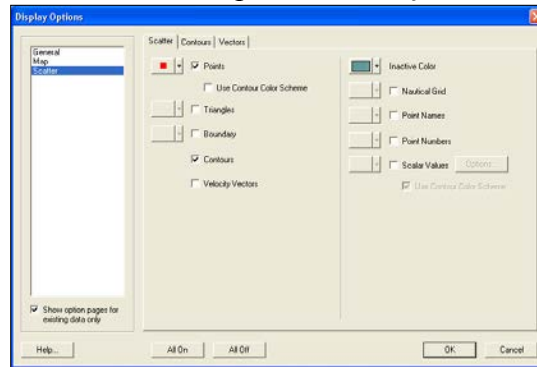 Display Options
General
Map
Scatter
Show option pages for
existing data only
Scatter
Contours
Vectors
Points
Use Contour Color Scheme
Triangles
Boundary
Contours
Velocity Vectors
Inactive Color
Nautical Grid
Point Names
Point Numbers
Scalar Values
Options...
Use Contour Color Scheme
Help...
All On
All Off
OK
Cancel